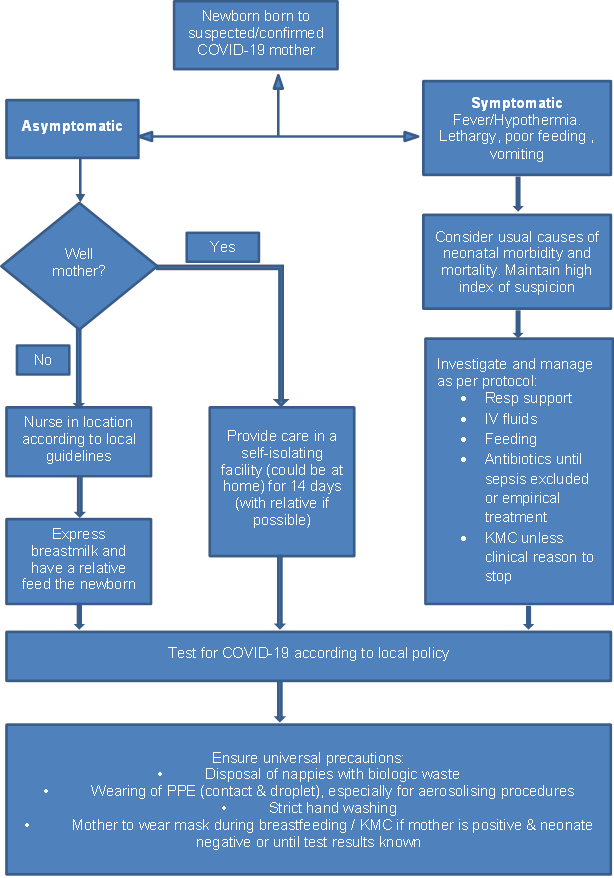 Newborn born to
suspected/confirmed
COVID-19 mother
Asymptomatic
Symptomatic
Fever/Hypothermia.
Lethargy, poor feeding ,
vomiting
Well
mother?
Yes
No
Consider usual causes of
neonatal morbidity and
mortality. Maintain high
index of suspicion
Nurse in location
according to local
guidelines
Provide care in a
self-isolating
facility (could be at
home) for 14 days
(with relative if
possible)
Investigate and manage
as per protocol:
• Resp support
• IV fluids
• Feeding
• Antibiotics until
sepsis excluded
or empirical
treatment
• KMC unless
clinical reason to
stop
Express
breastmilk and
have a relative
feed the newborn
Test for COVID-19 according to local policy
Ensure universal precautions:
• Disposal of nappies with biologic waste
• Wearing of PPE (contact & droplet), especially for aerosolising procedures
• Strict hand washing
• Mother to wear mask during breastfeeding / KMC if mother is positive & neonate
negative or until test results known